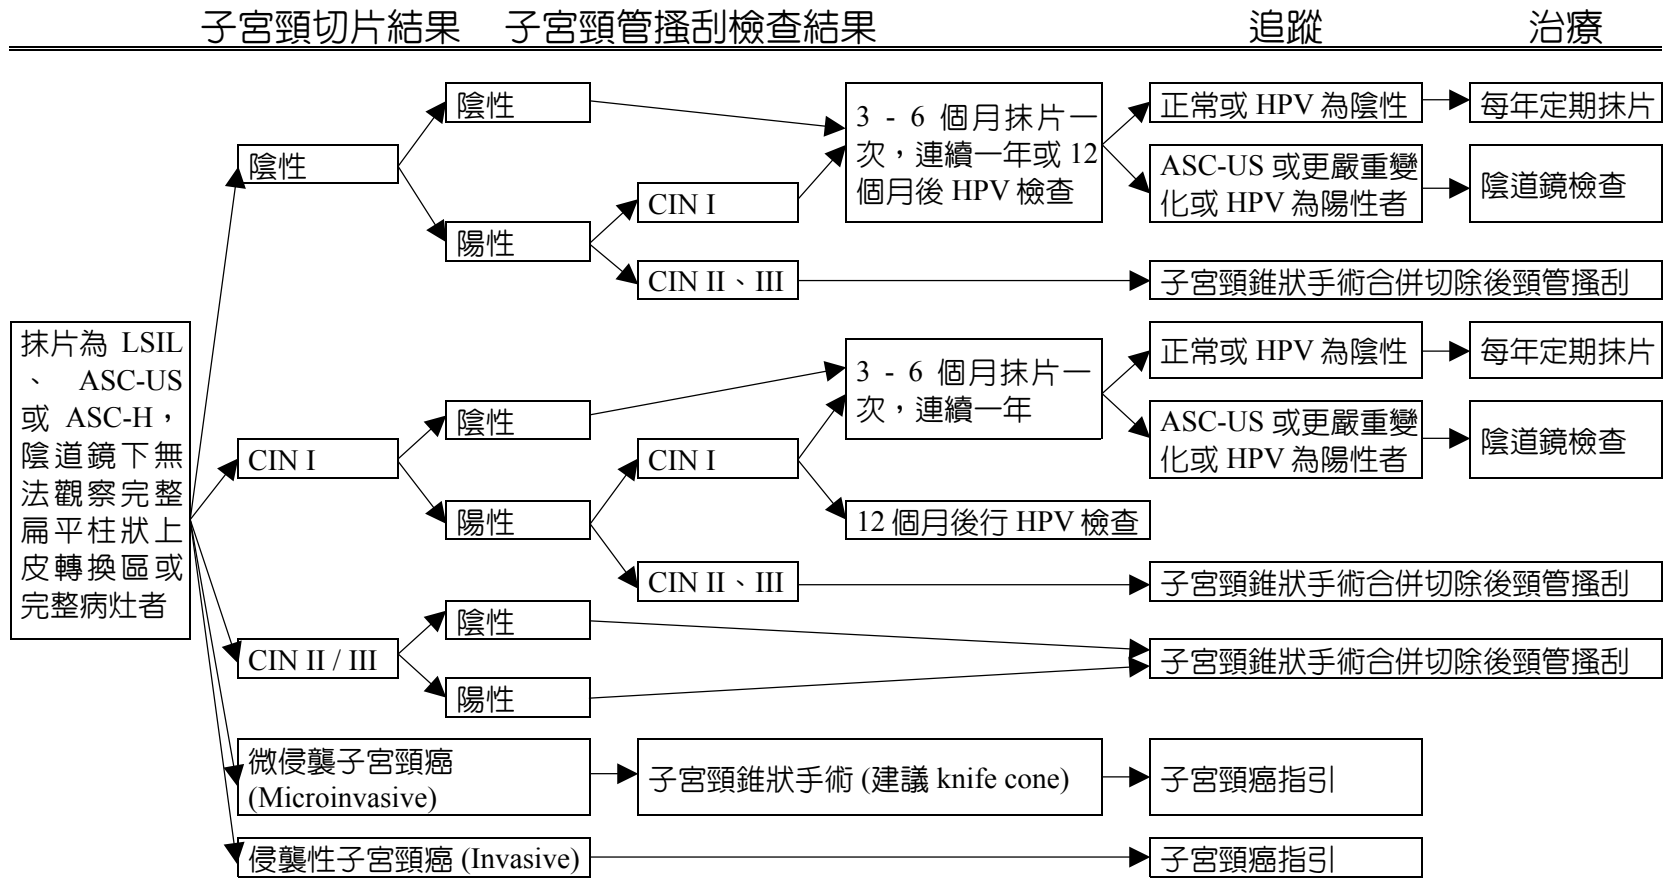 子宮頸切片結果 子宮頸管搔刮檢查結果 追蹤 治療
抹片為 LSIL
、 ASC-US
或 ASC-H，
陰道鏡下無
法觀察完整
扁平柱狀上
皮轉換區或
完整病灶者
陰性
陰性
陽性
CIN I
CIN II、III
3 - 6 個月抹片一
次，連續一年或 12
個月後 HPV 檢查
正常或 HPV 為陰性
每年定期抹片
ASC-US 或更嚴重變
化或 HPV 為陽性者
陰道鏡檢查
子宮頸錐狀手術合併切除後頸管搔刮
CIN I
陰性
陽性
CIN I
CIN II、III
3 - 6 個月抹片一
次，連續一年
12 個月後行 HPV 檢查
正常或 HPV 為陰性
每年定期抹片
ASC-US 或更嚴重變
化或 HPV 為陽性者
陰道鏡檢查
子宮頸錐狀手術合併切除後頸管搔刮
CIN II / III
陰性
陽性
子宮頸錐狀手術合併切除後頸管搔刮
微侵襲子宮頸癌
(Microinvasive)
子宮頸錐狀手術 (建議 knife cone)
子宮頸癌指引
侵襲性子宮頸癌 (Invasive)
子宮頸癌指引